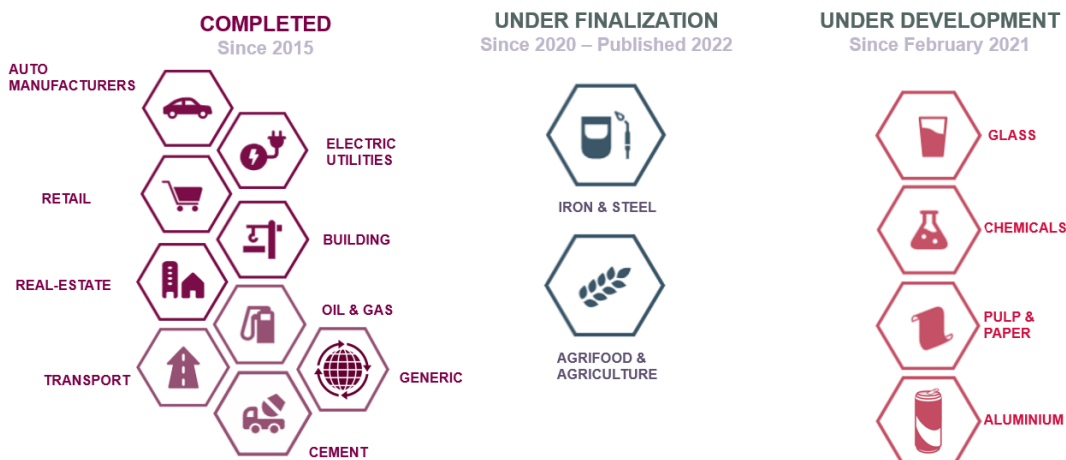 COMPLETED
Since 2015
AUTO
MANUFACTURERS
ELECTRIC
UTILITIES
RETAIL
BUILDING
REAL-ESTATE
OIL & GAS
TRANSPORT
GENERIC
CEMENT
UNDER FINALIZATION
Since 2020 – Published 2022
IRON & STEEL
AGRIFOOD &
AGRICULTURE
UNDER DEVELOPMENT
Since February 2021
GLASS
CHEMICALS
PULP &
PAPER
ALUMINIUM